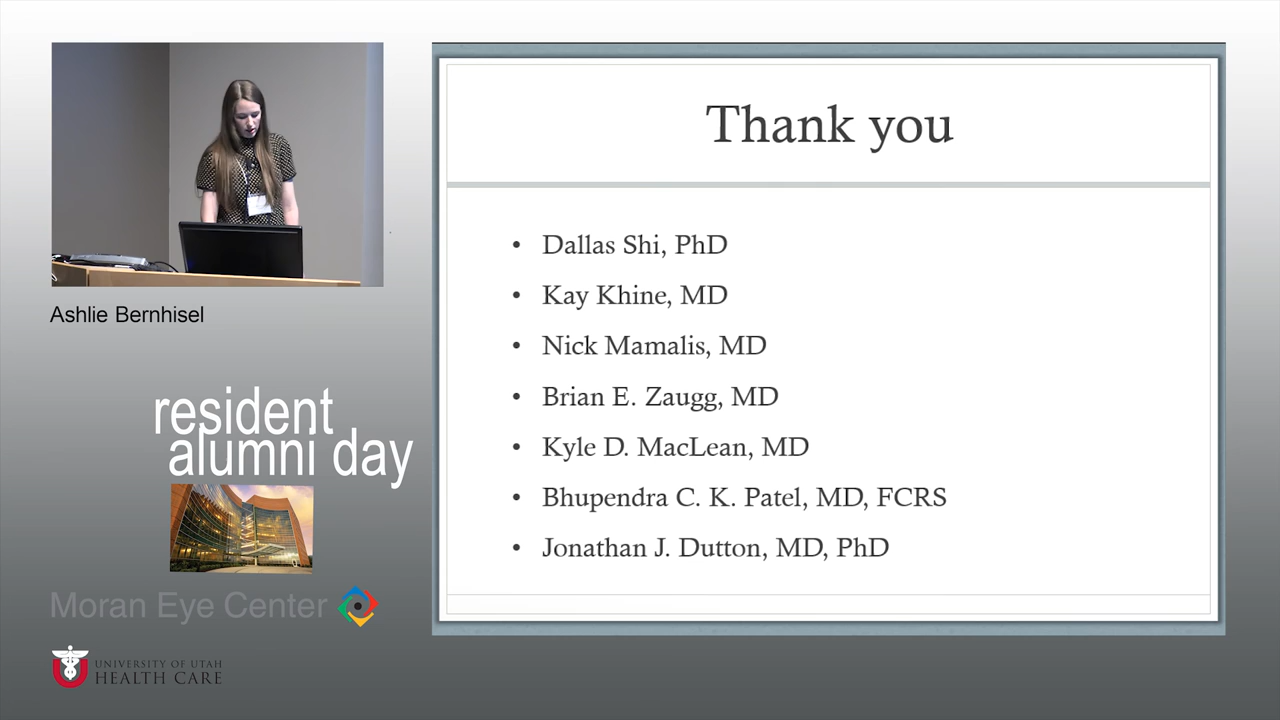 Ashlie Bernhisel
resident
alumni day
Moran Eye Center
UNIVERSITY OF UTAH
HEALTH CARE
Thank you
• Dallas Shi, PhD
• Kay Khine, MD
• Nick Mamalis, MD
• Brian E. Zaugg, MD
• Kyle D. MacLean, MD
• Bhupendra C. K. Patel, MD, FCRS
• Jonathan J. Dutton, MD, PhD